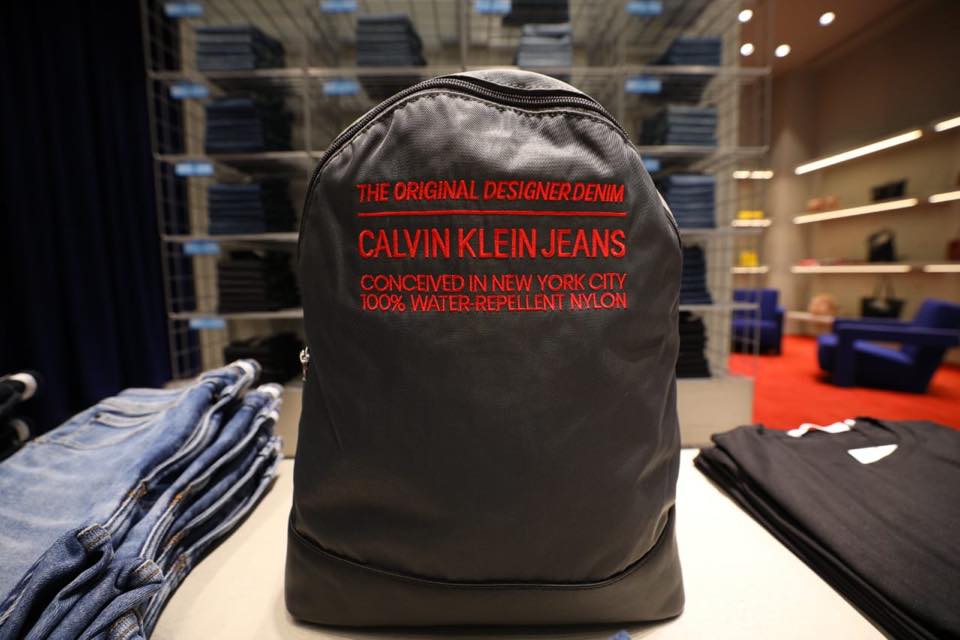 THE ORIGINAL DESIGNER DENIM
CALVIN KLEIN JEANS
CONCEIVED IN NEW YORK CITY
100% WATER-REPELLENT NYLON